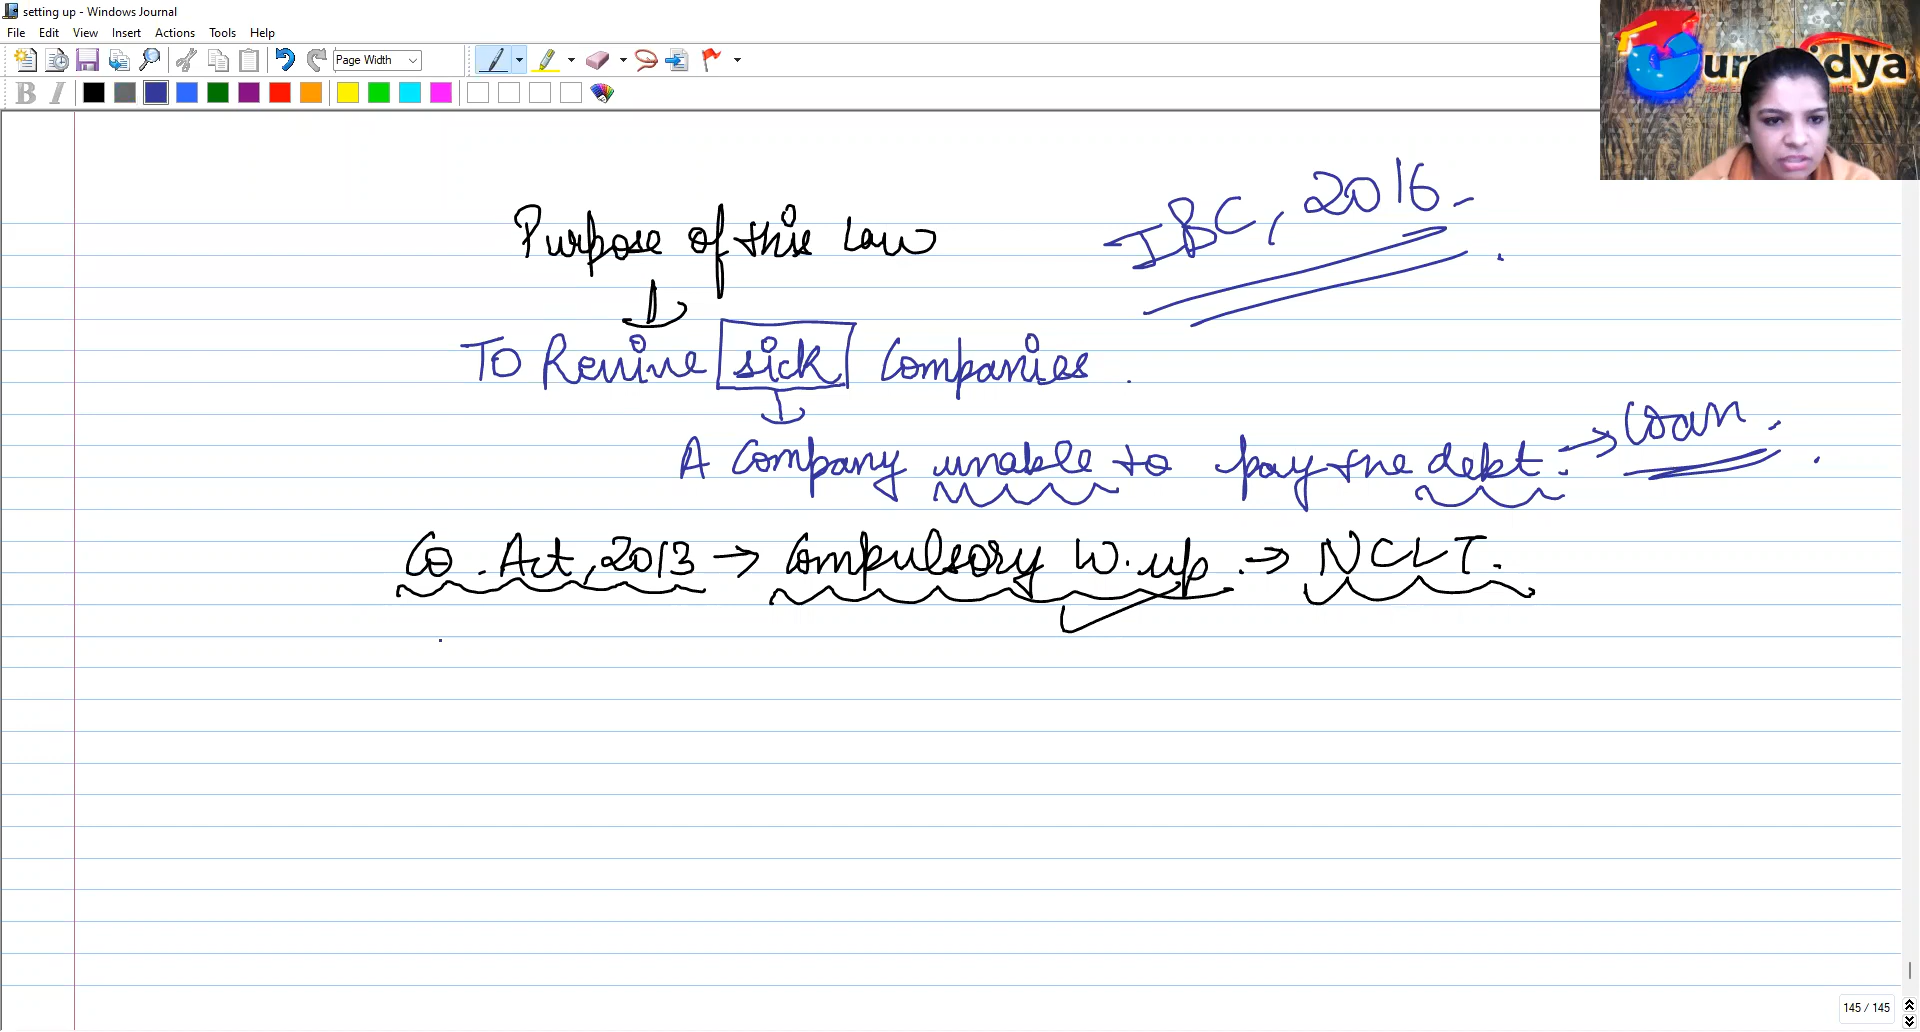 setting up - Windows Journal
File Edit View Insert Actions Tools Help
Page Width
B I
Purpose of this Law
IBC, 2016.
To Revive sick Companies.
A Company unable to pay the debt. → Loan.
Co. Act, 2013 → Compulsory W. up. → NCLT.
145 / 145